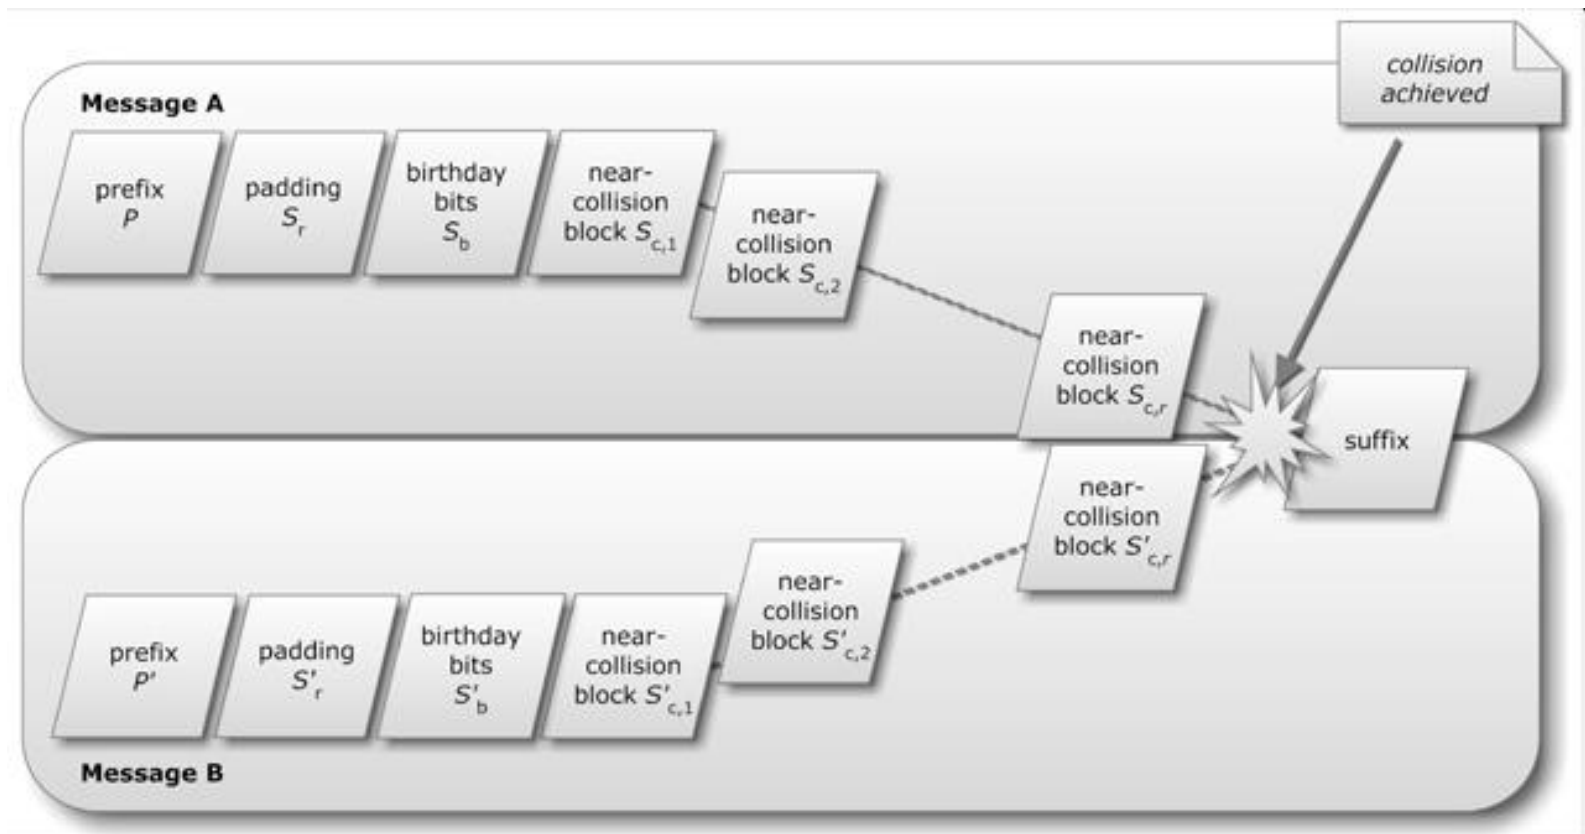 collision
achieved
Message A
prefix
P
padding
Sr
birthday
bits
Sb
near-
collision
block Sc,1
near-
collision
block Sc,2
near-
collision
block Sc,r
suffix
near-
collision
block S'c,r
near-
collision
block S'c,2
prefix
P'
padding
S'r
birthday
bits
S'b
near-
collision
block S'c,1
Message B